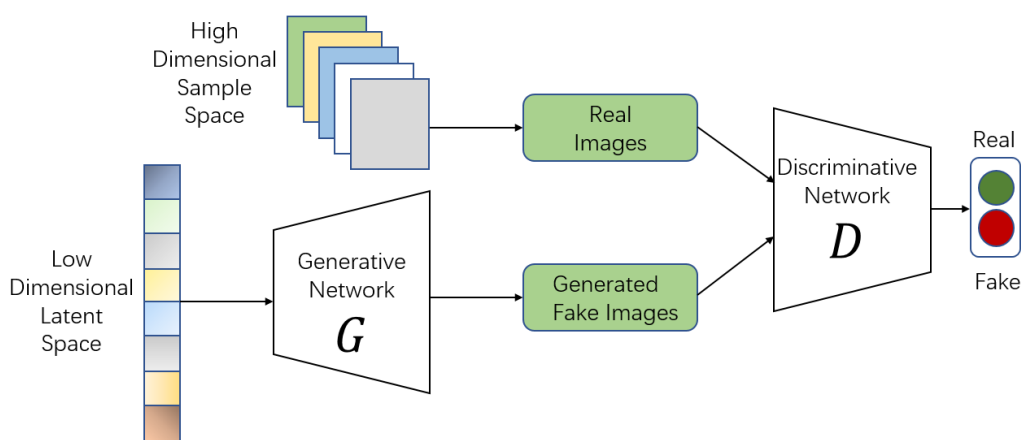 High
Dimensional
Sample
Space
Real
Images
Discriminative
Network
D
Real
Fake
Low
Dimensional
Latent
Space
Generative
Network
G
Generated
Fake Images